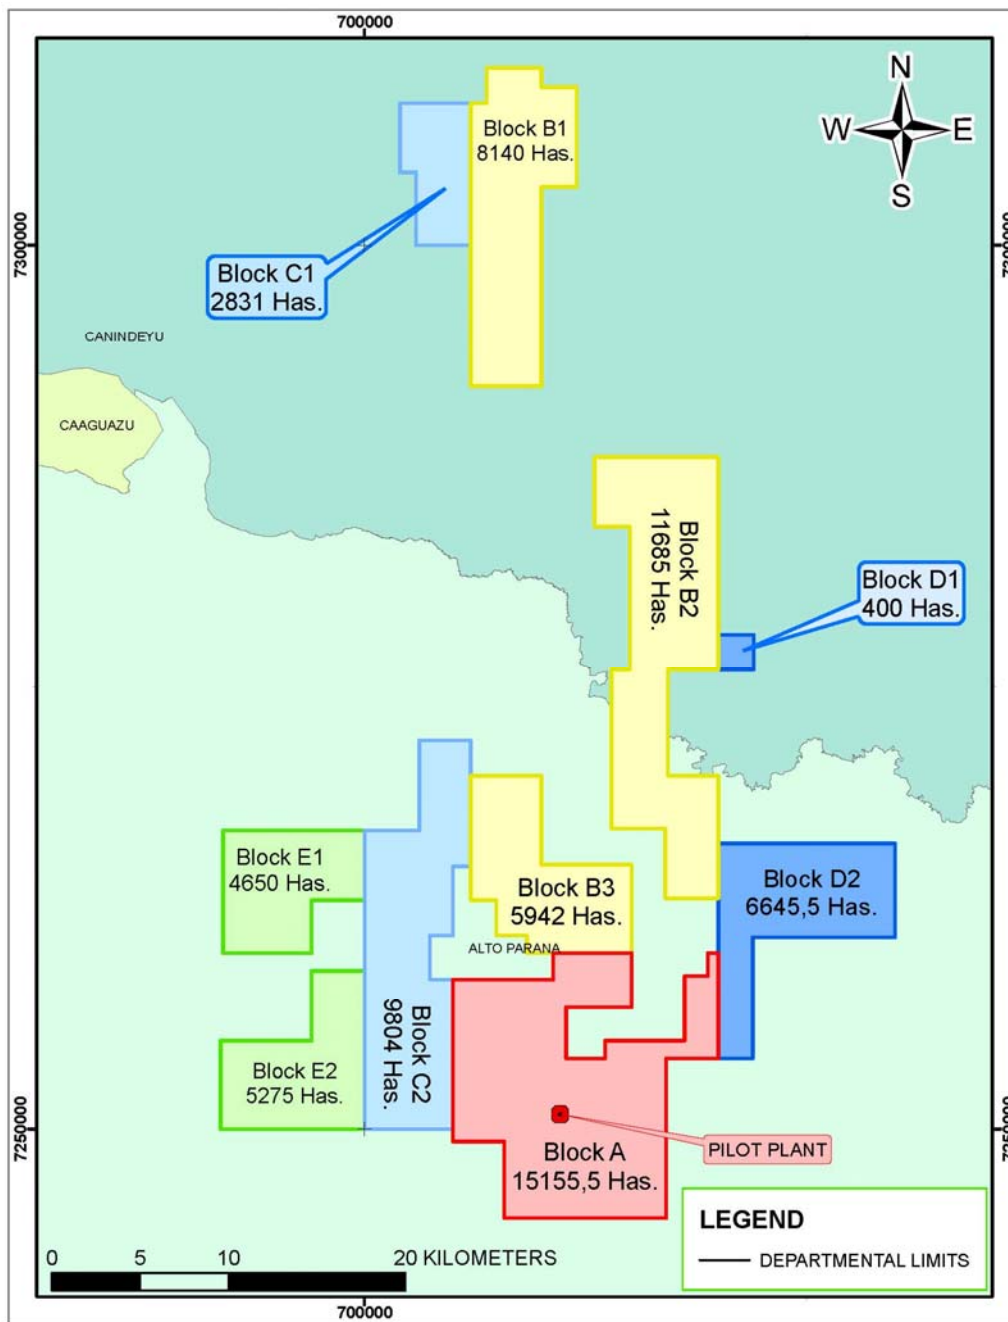 700000
N
W E
S
Block B1
8140 Has.
7300000
7300000
Block C1
2831 Has.
CANINDEYU
CAAGUAZU
Block B2
11685 Has.
Block D1
400 Has.
Block E1
4650 Has.
Block B3
5942 Has.
Block D2
6645,5 Has.
ALTO PARANA
Block C2
9804 Has.
Block E2
5275 Has.
7250000
7250000
Block A
15155,5 Has.
PILOT PLANT
LEGEND
DEPARTMENTAL LIMITS
0 5 10 20 KILOMETERS
700000